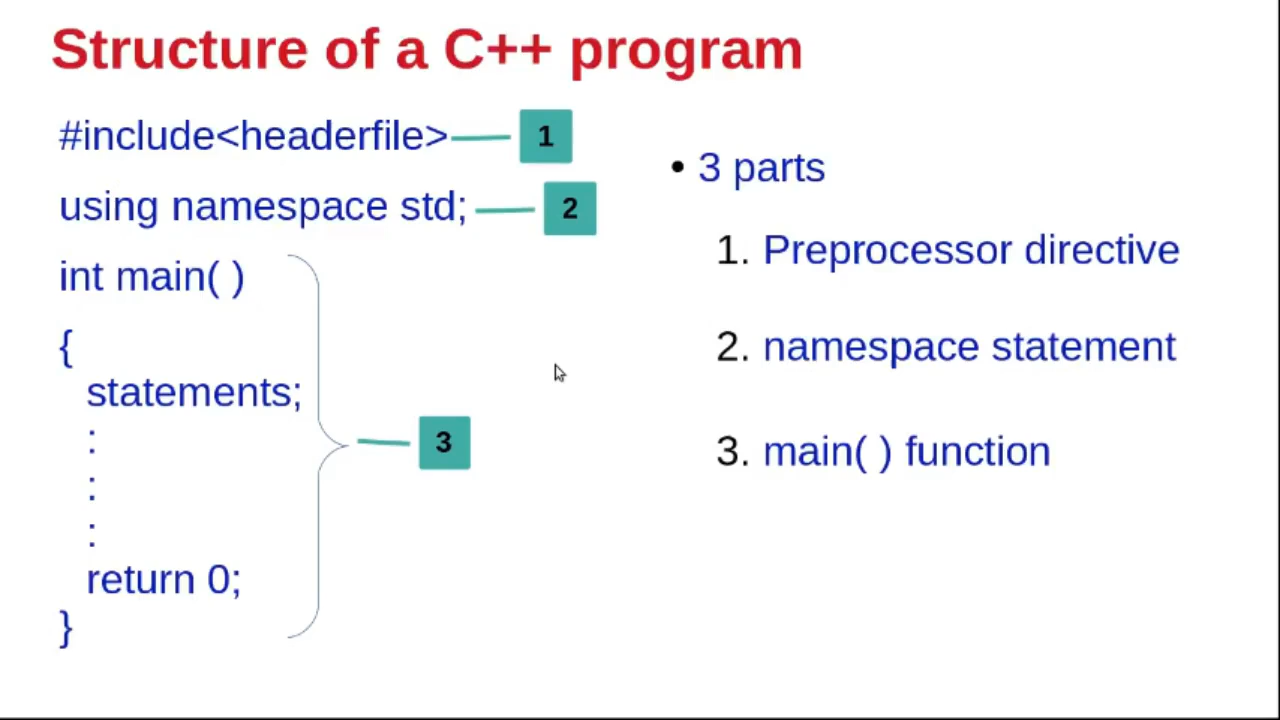 Structure of a C++ program
#include<headerfile>
1
using namespace std;
2
int main( )
{
statements;
:
:
:
return 0;
}
3
• 3 parts
1. Preprocessor directive
2. namespace statement
3. main( ) function